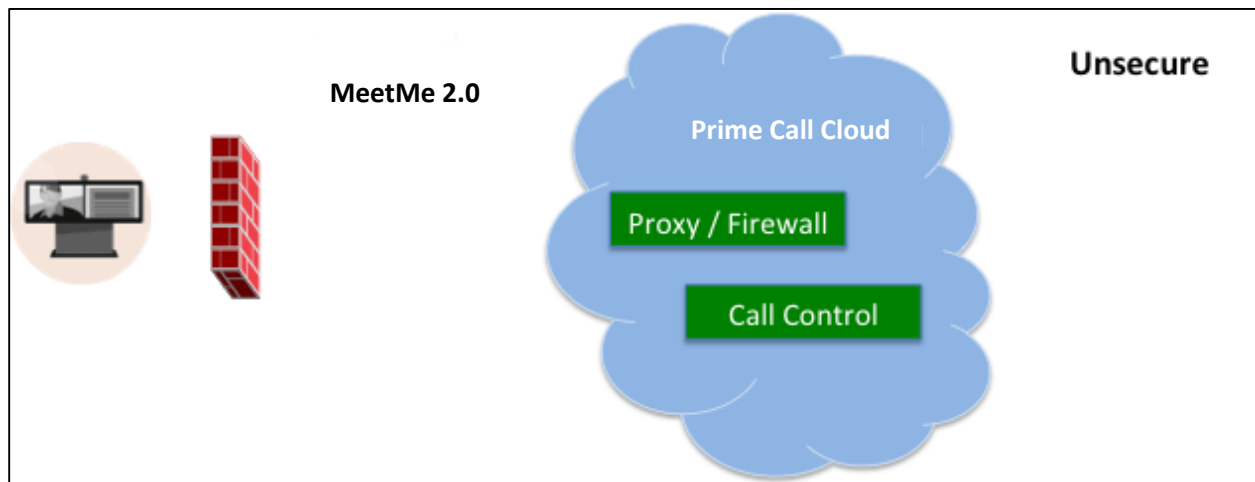 Unsecure
MeetMe 2.0
Prime Call Cloud
Proxy / Firewall
Call Control